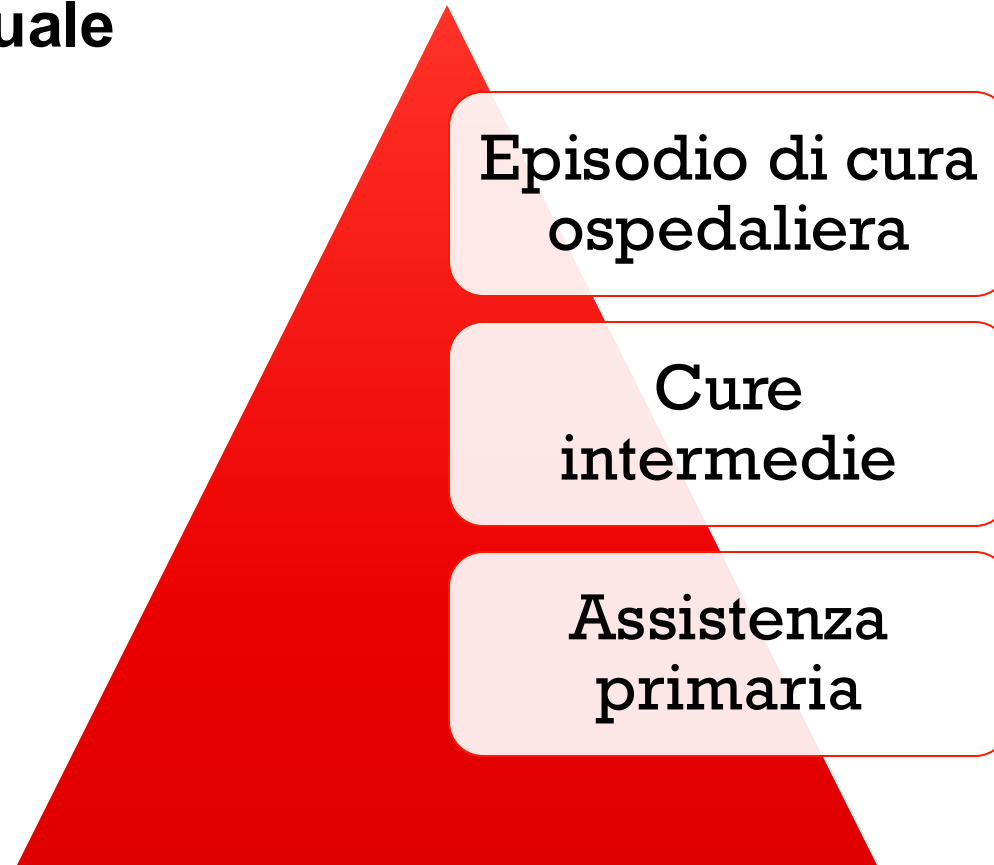 uale
Episodio di cura
ospedaliera
Cure
intermedie
Assistenza
primaria